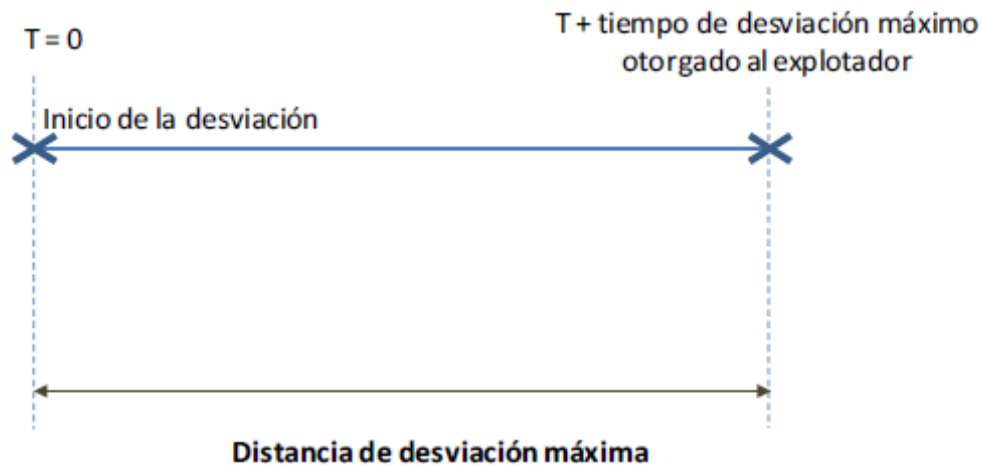 T = 0
T + tiempo de desviación máximo
otorgado al explotador
Inicio de la desviación
Distancia de desviación máxima